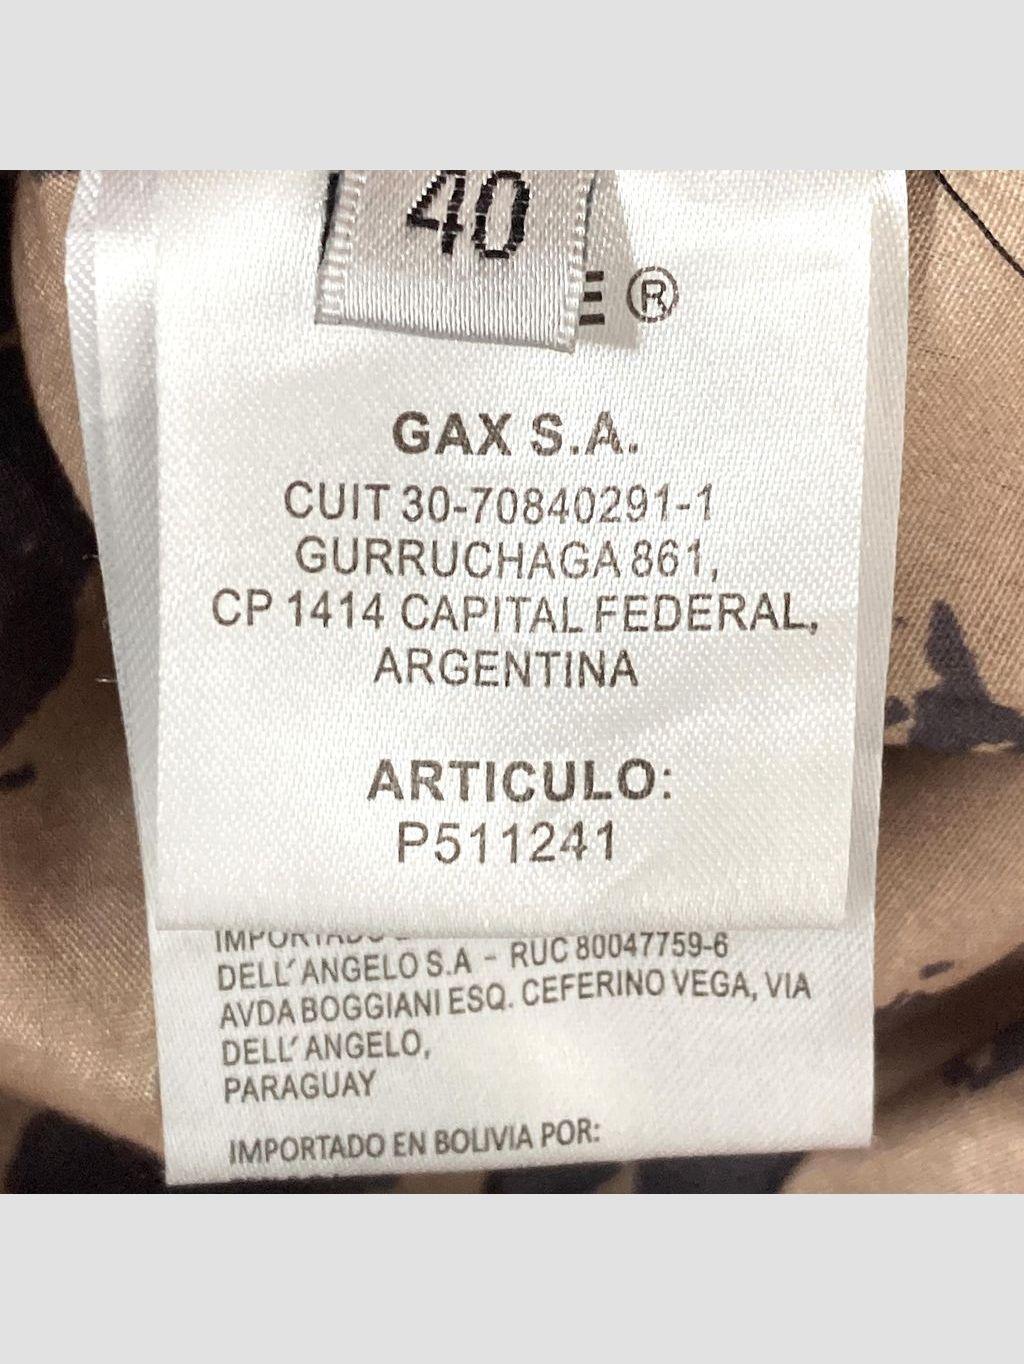 40
E ®
GAX S.A.
CUIT 30-70840291-1
GURRUCHAGA 861,
CP 1414 CAPITAL FEDERAL,
ARGENTINA
ARTICULO:
P511241
IMPORTADO
DELL' ANGELO S.A - RUC 80047759-6
AVDA BOGGIANI ESQ. CEFERINO VEGA, VIA
DELL' ANGELO,
PARAGUAY
IMPORTADO EN BOLIVIA POR: